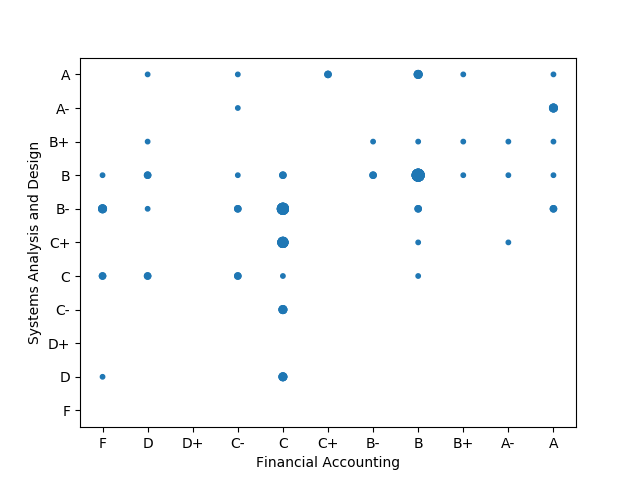 Systems Analysis and Design
A
A-
B+
B
B-
C+
C
C-
D+
D
F
F D D+ C- C C+ B- B B+ A- A
Financial Accounting